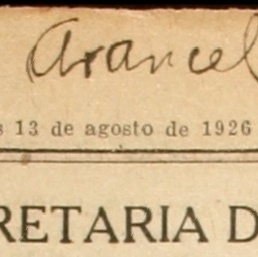 Arancel
s 13 de agosto de 1926
RETARIA D